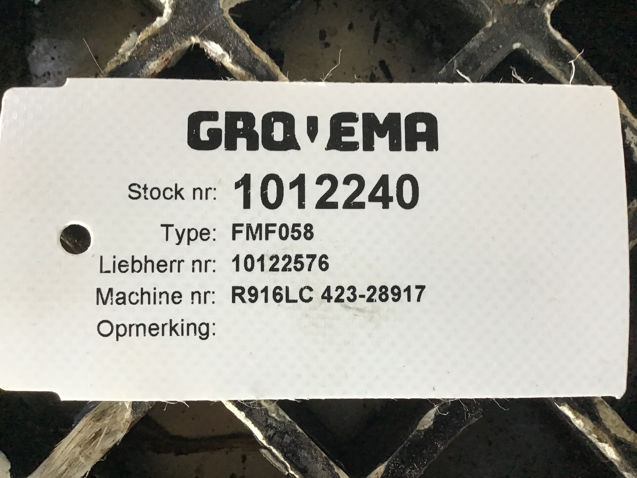 GROEMA
Stock nr: 1012240
Type: FMF058
Liebherr nr: 10122576
Machine nr: R916LC 423-28917
Opmerking: